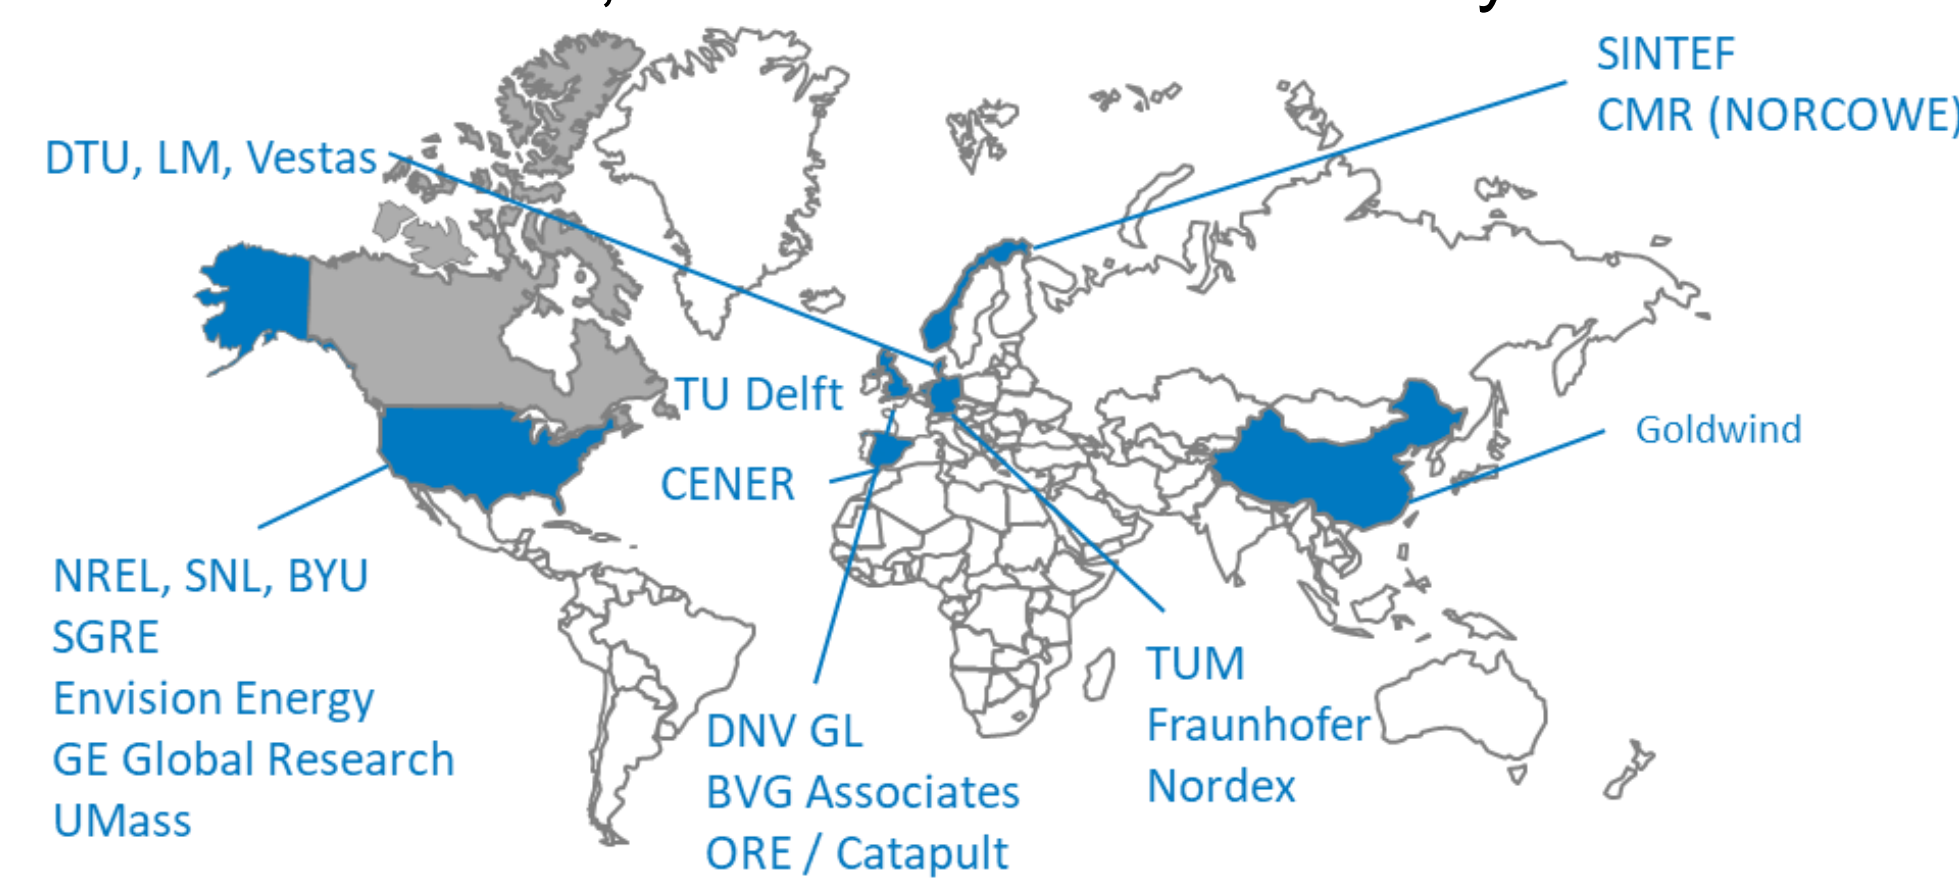 SINTEF
CMR (NORCOWE)
DTU, LM, Vestas
TU Delft
Goldwind
CENER
NREL, SNL, BYU
SGRE
Envision Energy
GE Global Research
UMass
DNV GL
BVG Associates
ORE / Catapult
TUM
Fraunhofer
Nordex